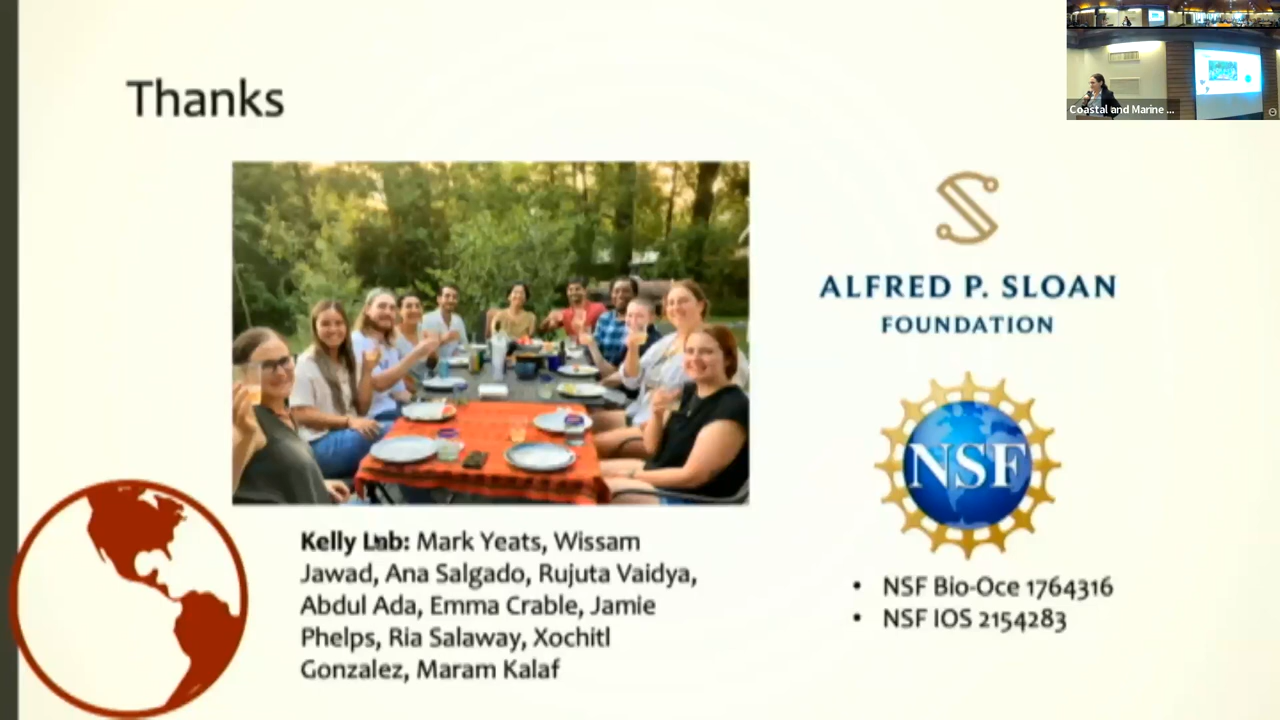 Thanks
Coastal and Marine ...
ALFRED P. SLOAN
FOUNDATION
NSF
Kelly Lab: Mark Yeats, Wissam
Jawad, Ana Salgado, Rujuta Vaidya,
Abdul Ada, Emma Crable, Jamie
Phelps, Ria Salaway, Xochitl
Gonzalez, Maram Kalaf
• NSF Bio-Oce 1764316
• NSF IOS 2154283